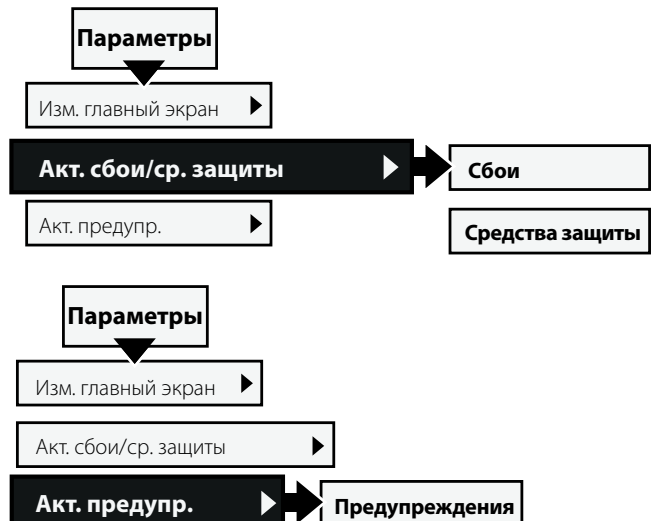 Параметры
Изм. главный экран
Акт. сбои/ср. защиты
Сбои
Акт. предупр.
Средства защиты
Параметры
Изм. главный экран
Акт. сбои/ср. защиты
Акт. предупр.
Предупреждения